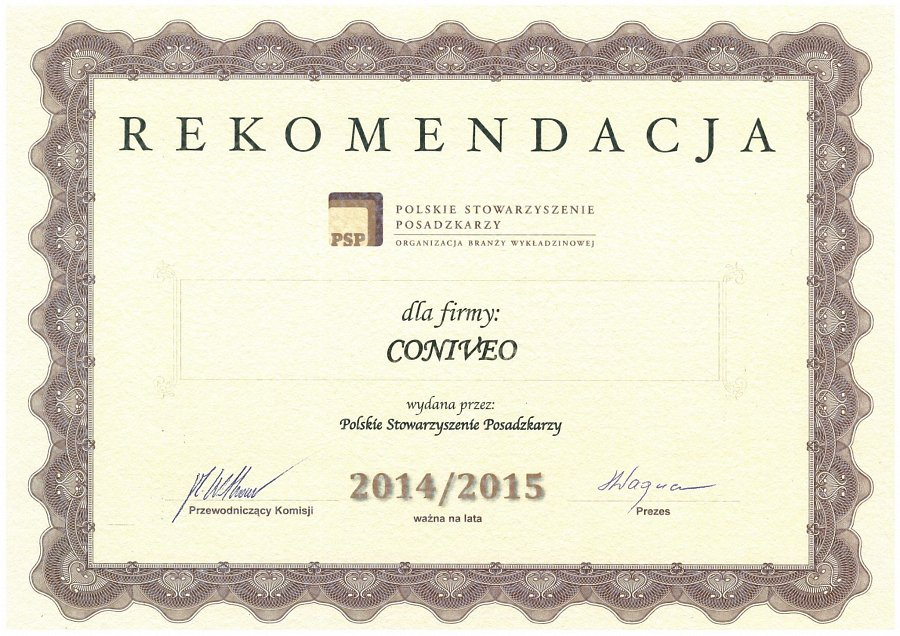 REKOMENDACJA
PSP
POLSKIE STOWARZYSZENIE
POSADZKARZY
ORGANIZACJA BRANŻY WYKŁADZINOWEJ
dla firmy:
CONIVEO
wydana przez:
Polskie Stowarzyszenie Posadzkarzy
2014/2015
Przewodniczący Komisji
ważna na lata
Prezes